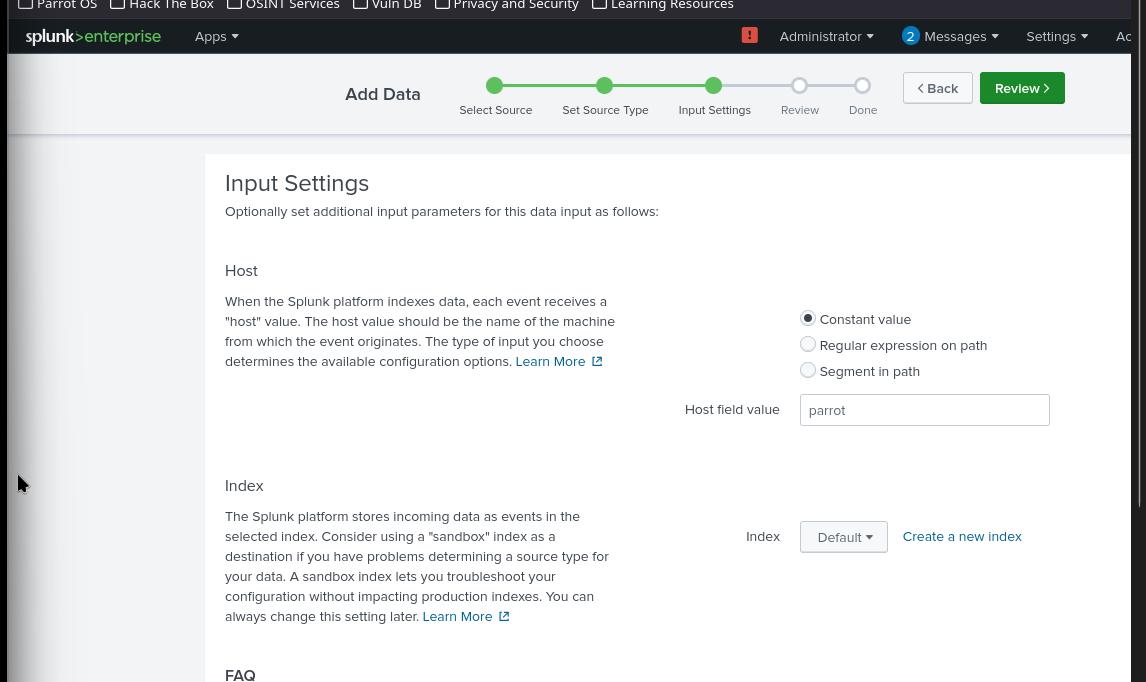 Parrot OS Hack The Box OSINT Services Vuln DB Privacy and Security Learning Resources
splunk>enterprise Apps ! Administrator 2 Messages Settings Ac
Add Data
Select Source Set Source Type Input Settings Review Done
< Back Review >
Input Settings
Optionally set additional input parameters for this data input as follows:
Host
When the Splunk platform indexes data, each event receives a
"host" value. The host value should be the name of the machine
from which the event originates. The type of input you choose
determines the available configuration options. Learn More
Constant value
Regular expression on path
Segment in path
Host field value parrot
Index
The Splunk platform stores incoming data as events in the
selected index. Consider using a "sandbox" index as a
destination if you have problems determining a source type for
your data. A sandbox index lets you troubleshoot your
configuration without impacting production indexes. You can
always change this setting later. Learn More
Index Default Create a new index
FAQ